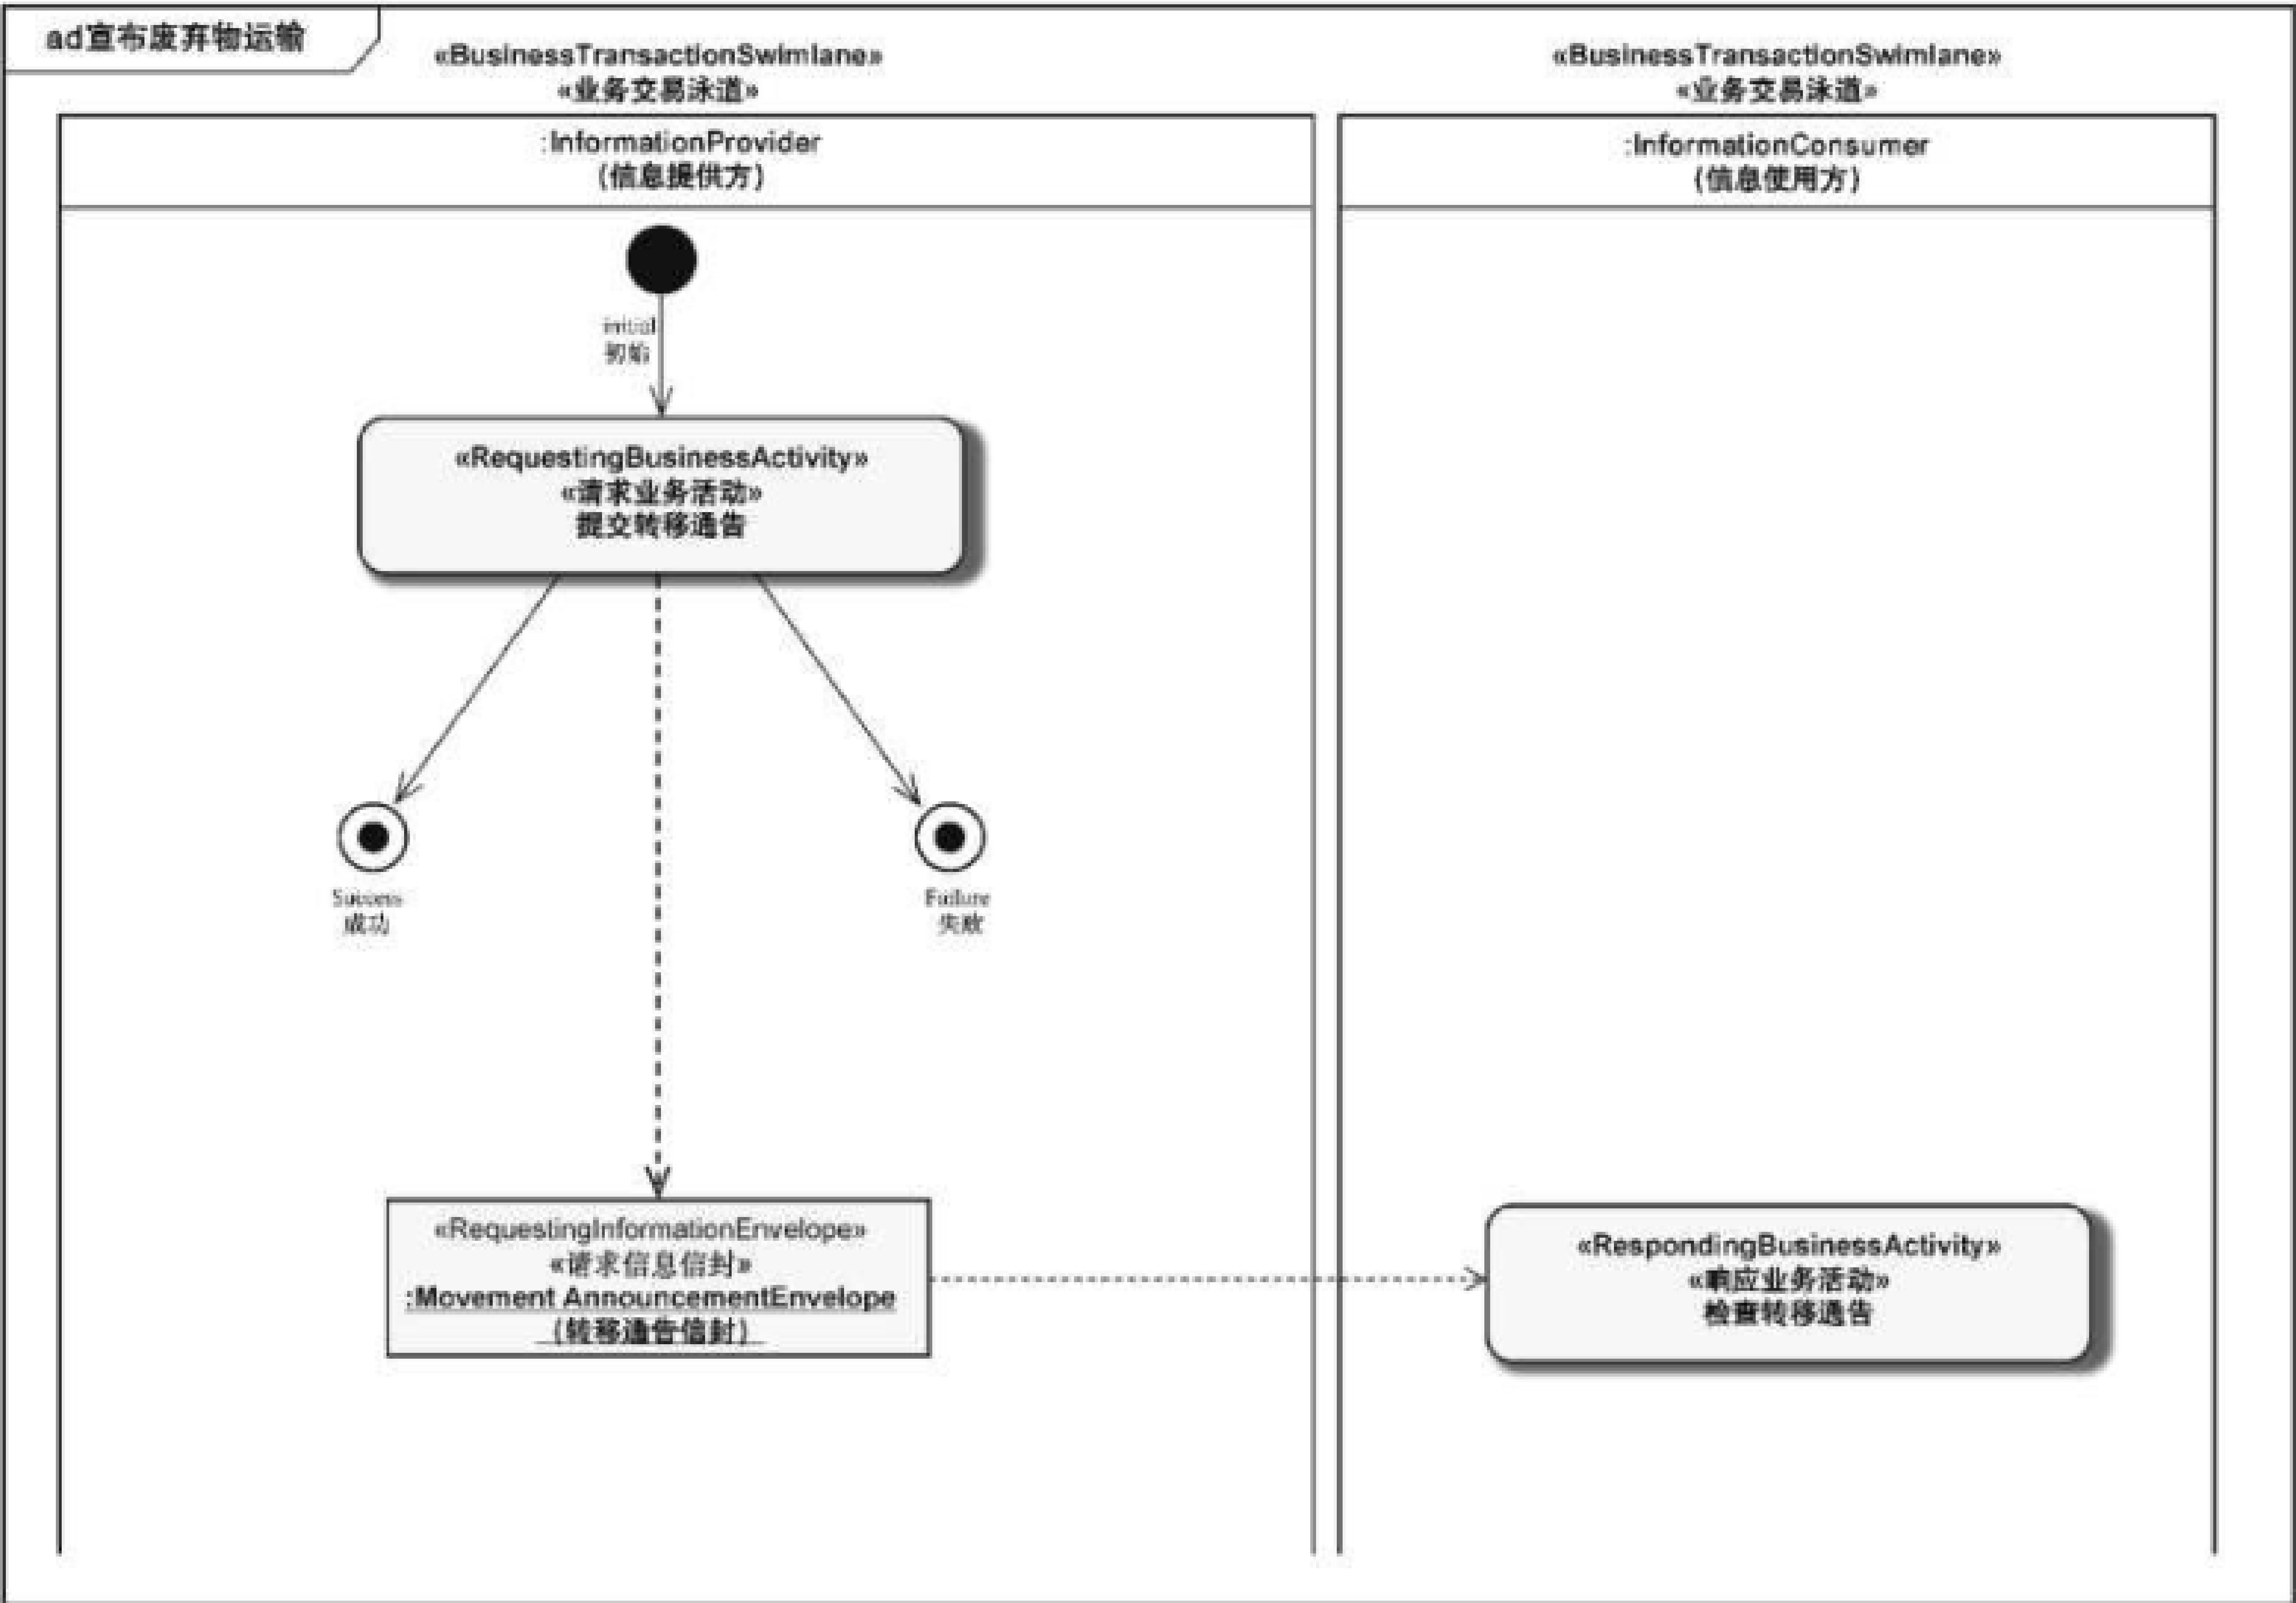 ad宣布废弃物运输
«BusinessTransactionSwimlane»
«业务交易泳道»
:InformationProvider
(信息提供方)
«BusinessTransactionSwimlane»
«业务交易泳道»
:InformationConsumer
(信息使用方)
initial
初始
«RequestingBusinessActivity»
«请求业务活动»
提交转移通告
Success
成功
Failure
失败
«RequestingInformationEnvelope»
«请求信息信封»
:Movement AnnouncementEnvelope
(转移通告信封)
«RespondingBusinessActivity»
«响应业务活动»
检查转移通告